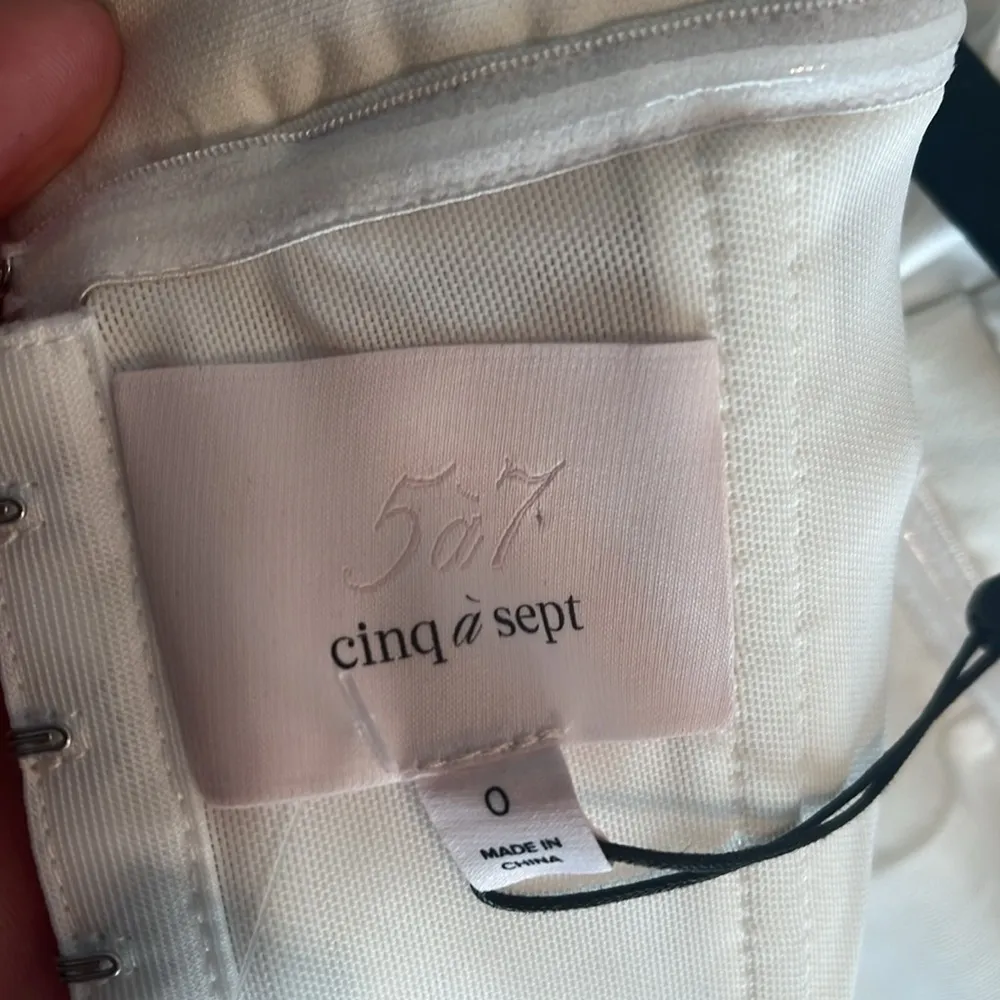 5à7
cinq à sept
0
MADE IN
CHINA